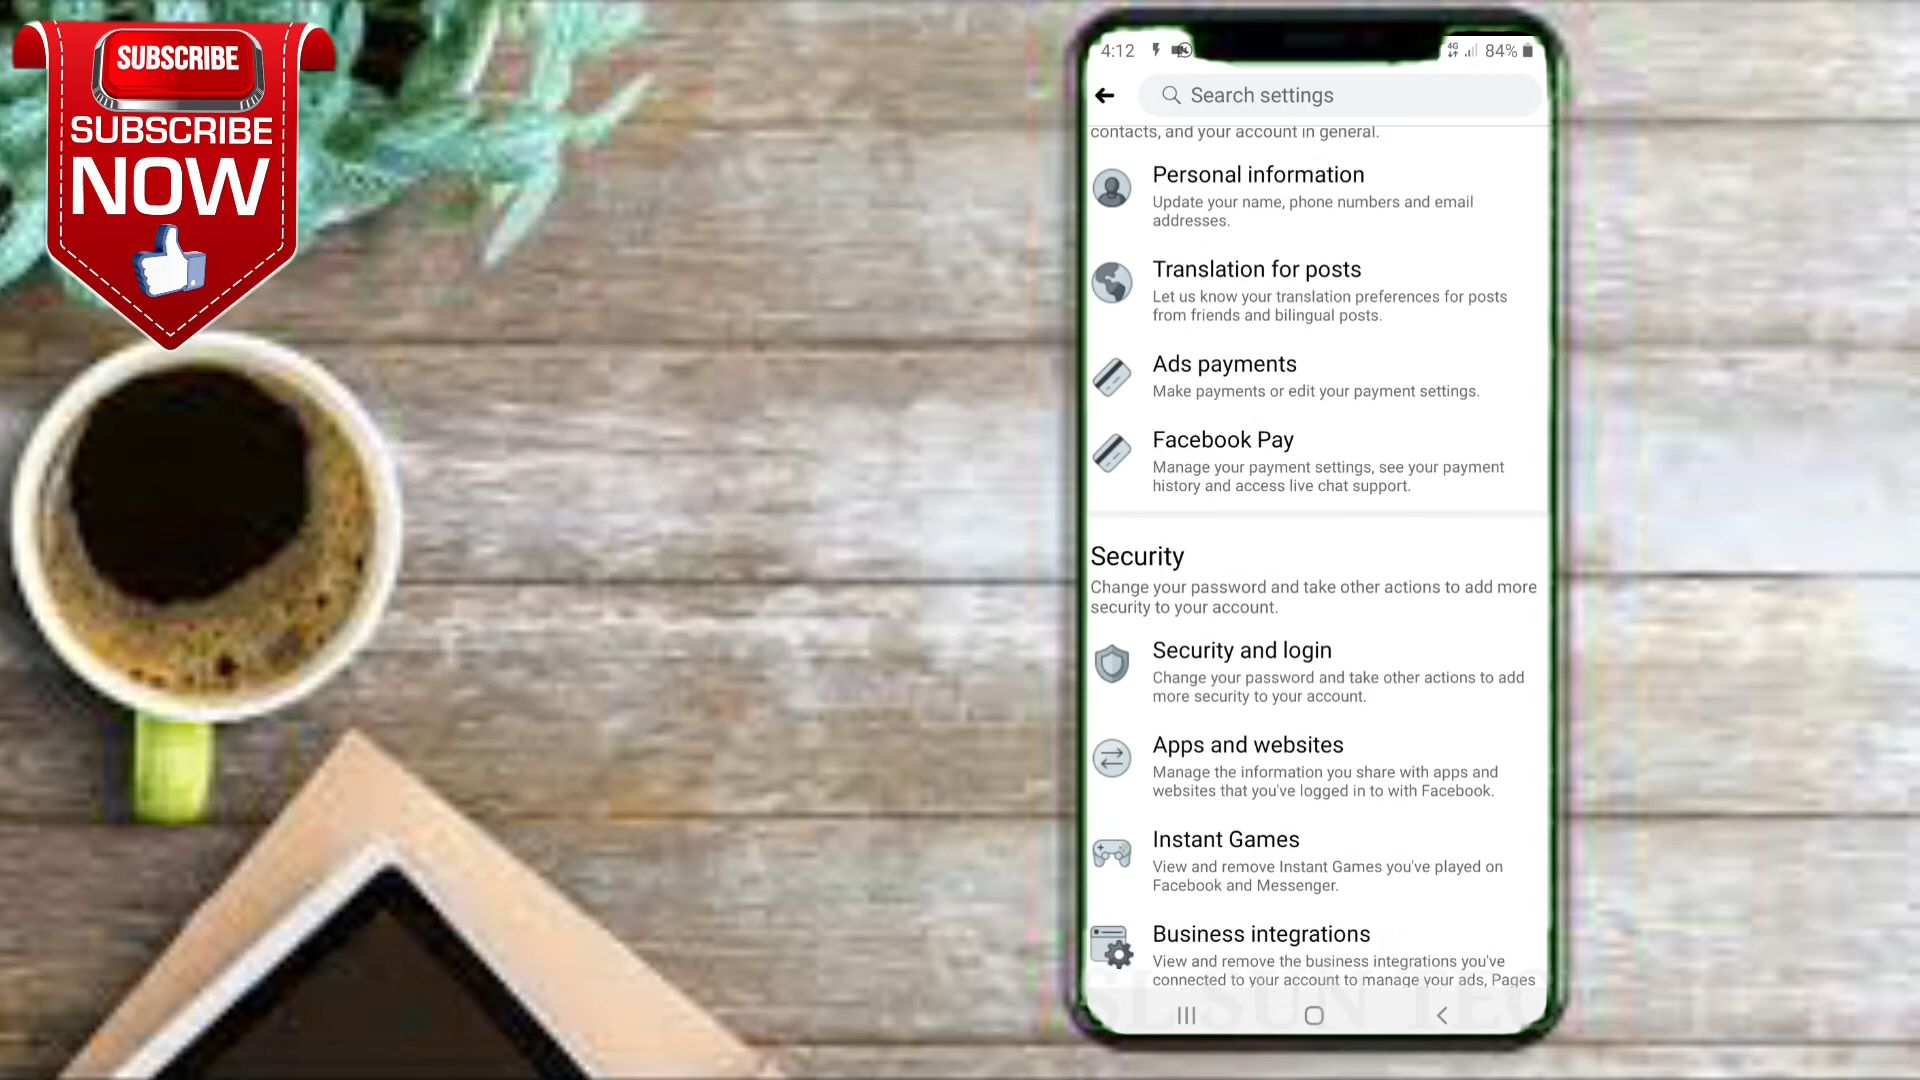 SUBSCRIBE
SUBSCRIBE
NOW
4:12
4G
84%
Search settings
contacts, and your account in general.
Personal information
Update your name, phone numbers and email
addresses.
Translation for posts
Let us know your translation preferences for posts
from friends and bilingual posts.
Ads payments
Make payments or edit your payment settings.
Facebook Pay
Manage your payment settings, see your payment
history and access live chat support.
Security
Change your password and take other actions to add more
security to your account.
Security and login
Change your password and take other actions to add
more security to your account.
Apps and websites
Manage the information you share with apps and
websites that you've logged in to with Facebook.
Instant Games
View and remove Instant Games you've played on
Facebook and Messenger.
Business integrations
View and remove the business integrations you've
connected to your account to manage your ads, Pages
SL SUN TEC